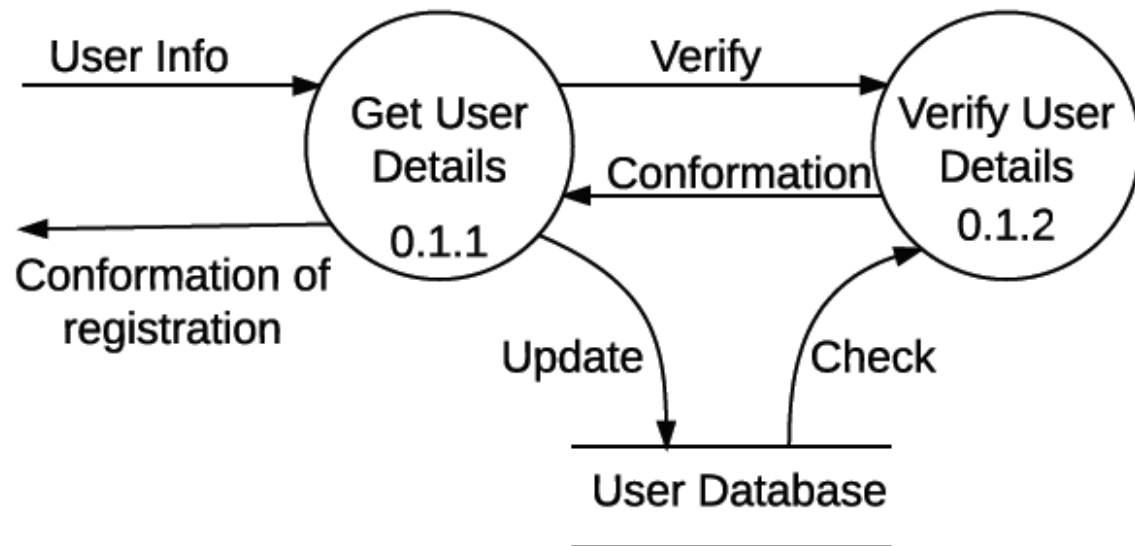 User Info
Verify
Get User
Details
0.1.1
Verify User
Details
0.1.2
Conformation
Conformation of
registration
Update
Check
User Database